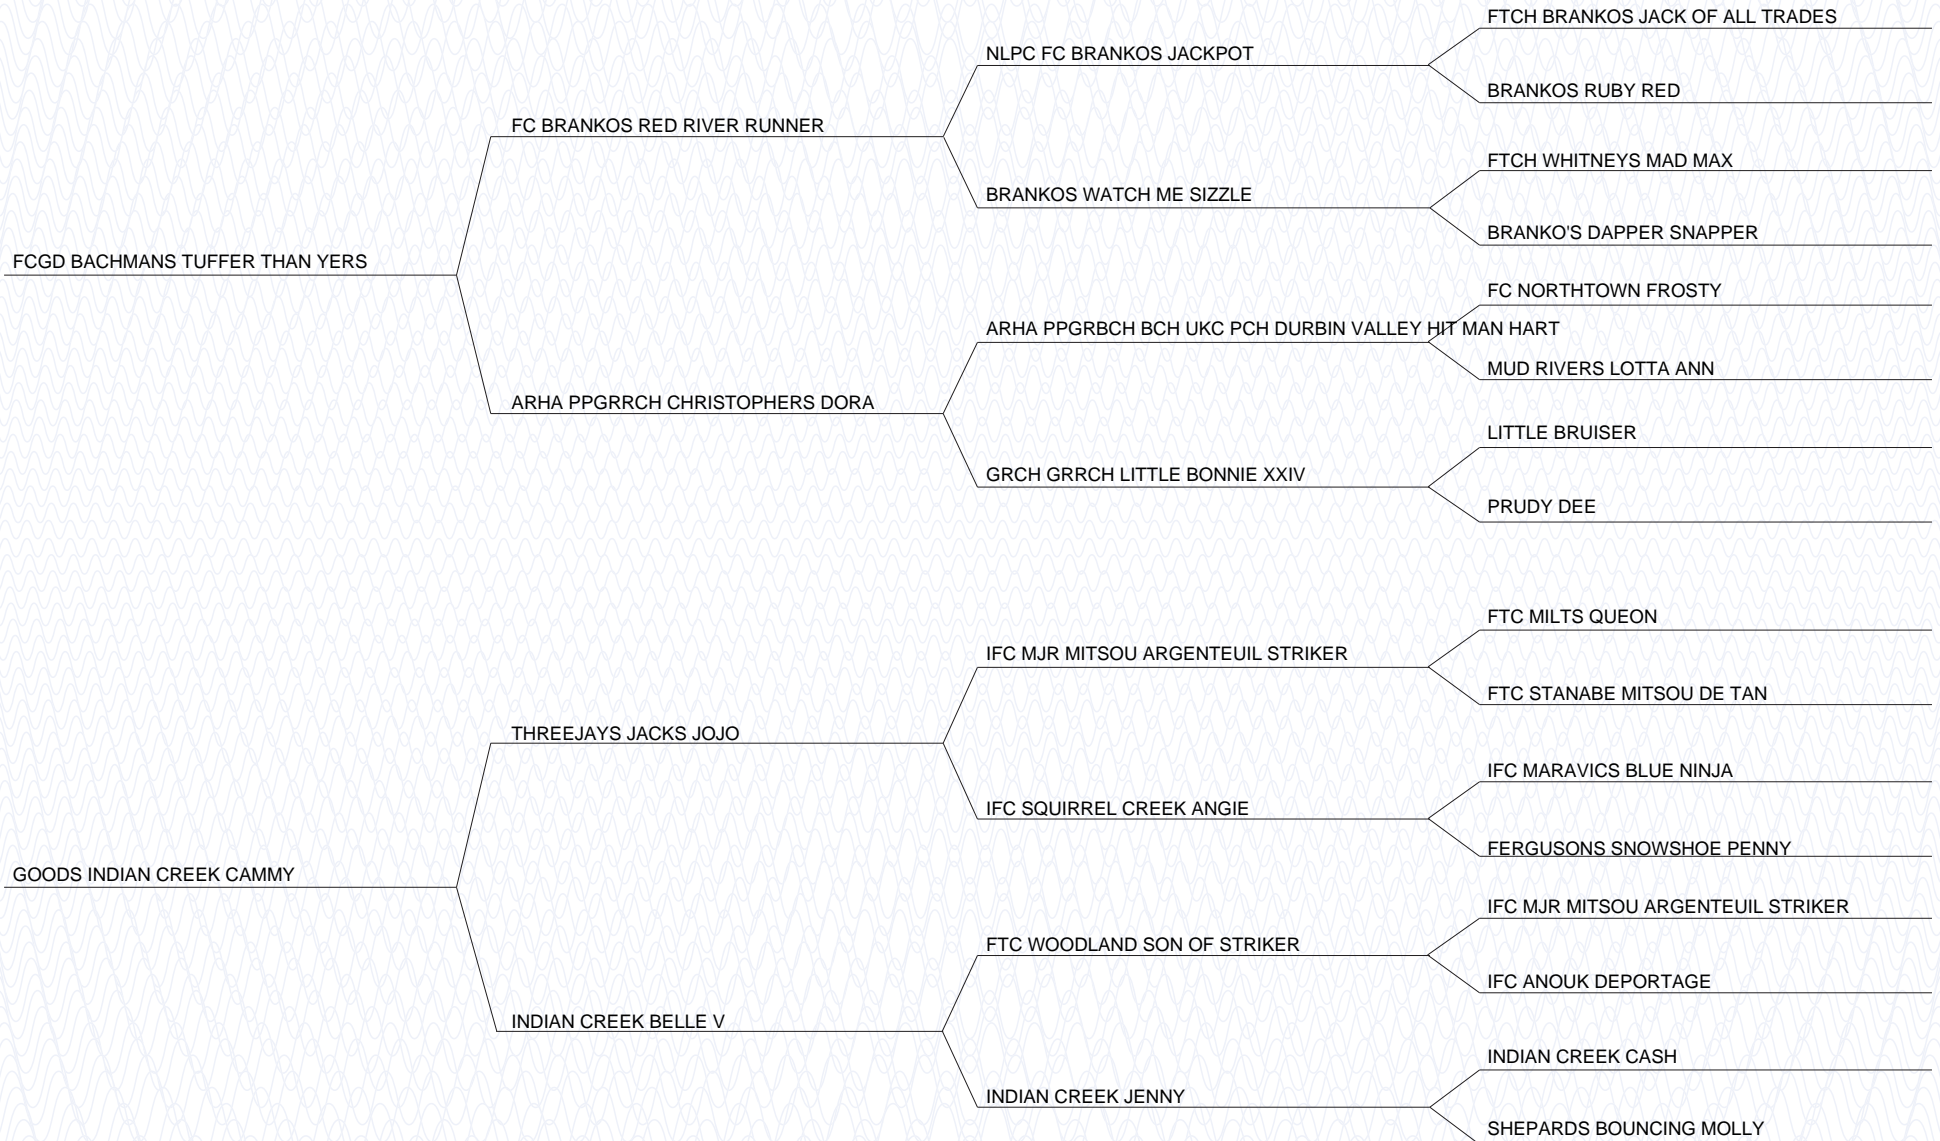 FTCH BRANKOS JACK OF ALL TRADES
NLPC FC BRANKOS JACKPOT
BRANKOS RUBY RED
FC BRANKOS RED RIVER RUNNER
FTCH WHITNEYS MAD MAX
BRANKOS WATCH ME SIZZLE
BRANKO'S DAPPER SNAPPER
FCGD BACHMANS TUFFER THAN YERS
FC NORTHTOWN FROSTY
ARHA PPGRBCH BCH UKC PCH DURBIN VALLEY HIT MAN HART
MUD RIVERS LOTTA ANN
ARHA PPGRRCH CHRISTOPHERS DORA
LITTLE BRUISER
GRCH GRRCH LITTLE BONNIE XXIV
PRUDY DEE
FTC MILTS QUEON
IFC MJR MITSOU ARGENTEUIL STRIKER
FTC STANABE MITSOU DE TAN
THREEJAYS JACKS JOJO
IFC MARAVICS BLUE NINJA
IFC SQUIRREL CREEK ANGIE
FERGUSONS SNOWSHOE PENNY
GOODS INDIAN CREEK CAMMY
IFC MJR MITSOU ARGENTEUIL STRIKER
FTC WOODLAND SON OF STRIKER
IFC ANOUK DEPORTAGE
INDIAN CREEK BELLE V
INDIAN CREEK CASH
INDIAN CREEK JENNY
SHEPARDS BOUNCING MOLLY